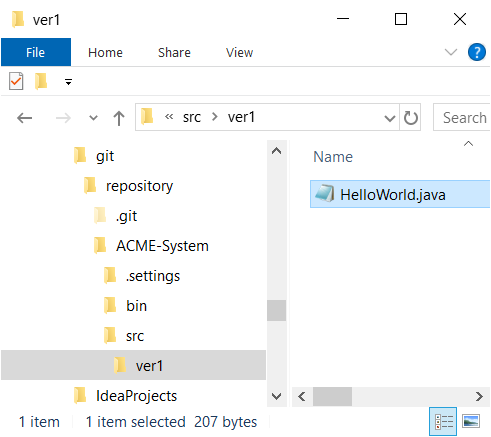 ver1
File Home Share View
« src > ver1 Search
git
repository
.git
ACME-System
.settings
bin
src
ver1
IdeaProjects
Name
HelloWorld.java
1 item 1 item selected 207 bytes